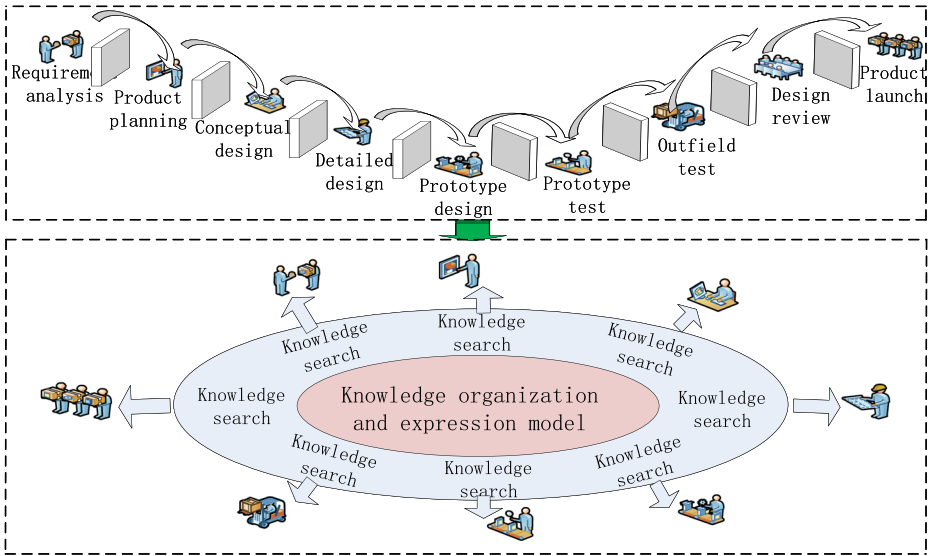 Requirement
analysis
Product
planning
Conceptual
design
Detailed
design
Prototype
design
Prototype
test
Outfield
test
Design
review
Product
launch
Knowledge
search
Knowledge
search
Knowledge
search
Knowledge
search
Knowledge organization
and expression model
Knowledge
search
Knowledge
search
Knowledge
search
Knowledge
search